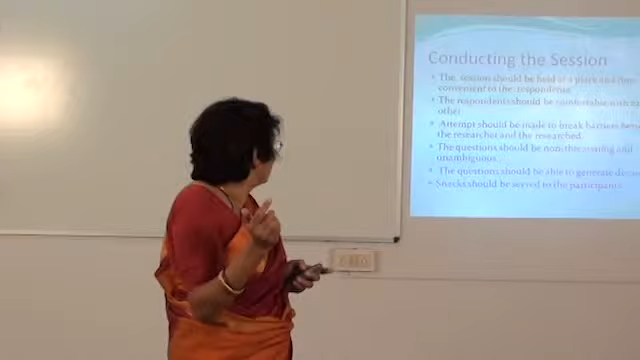 Conducting the Session
• The session should be held at a place and time
convenient to the respondents.
• The respondents should be comfortable with
other.
• Attempt should be made to break barriers
the researcher and the researched.
• The questions should be non-threatening and
unambiguous.
• The questions should be able to generate
• Snacks should be served to the participants.